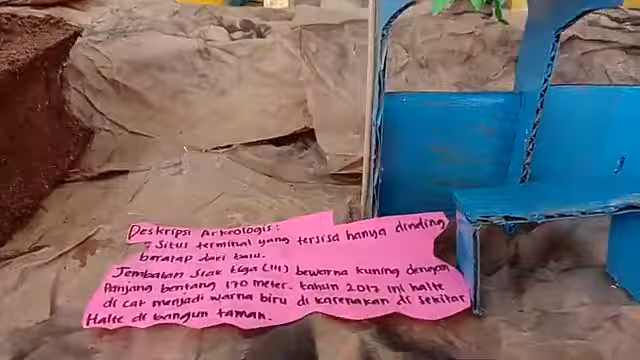 Deskripsi Arkeologis:
Situs terminal yang tersisa hanya dinding
beratap dari batu.
Jembatan Siak tiga (III) bewarna kuning dengan
Panjang bentang 170 meter. tahun 2017 ini halte
di cat menjadi warna biru di karenakan di sekitar
Halte di bangun taman.